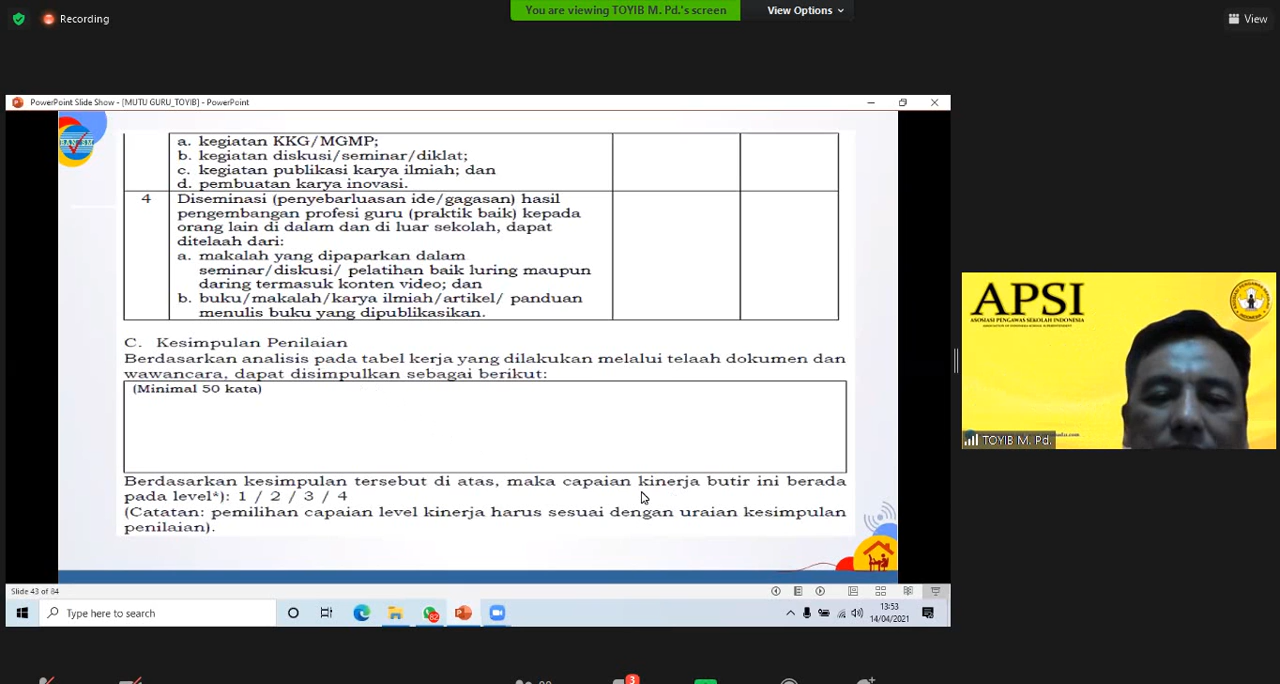 Recording
You are viewing TOYIB M. Pd.'s screen
View Options
View
PowerPoint Slide Show - [MUTU GURU_TOYIB] - PowerPoint
a. kegiatan KKG/MGMP;
b. kegiatan diskusi/seminar/diklat;
c. kegiatan publikasi karya ilmiah; dan
d. pembuatan karya inovasi.
4 Diseminasi (penyebarluasan ide/gagasan) hasil
pengembangan profesi guru (praktik baik) kepada
orang lain di dalam dan di luar sekolah, dapat
ditelaah dari:
a. makalah yang dipaparkan dalam
seminar/diskusi/ pelatihan baik luring maupun
daring termasuk konten video; dan
b. buku/makalah/karya ilmiah/artikel/ panduan
menulis buku yang dipublikasikan.
C. Kesimpulan Penilaian
Berdasarkan analisis pada tabel kerja yang dilakukan melalui telaah dokumen dan
wawancara, dapat disimpulkan sebagai berikut:
(Minimal 50 kata)
Berdasarkan kesimpulan tersebut di atas, maka capaian kinerja butir ini berada
pada level*): 1 / 2 / 3 / 4
(Catatan: pemilihan capaian level kinerja harus sesuai dengan uraian kesimpulan
penilaian).
Slide 43 of 84
Type here to search
13:53
14/04/2021
APSI
ASOSIASI PENGAWAS SEKOLAH INDONESIA
TOYIB M. Pd.
3